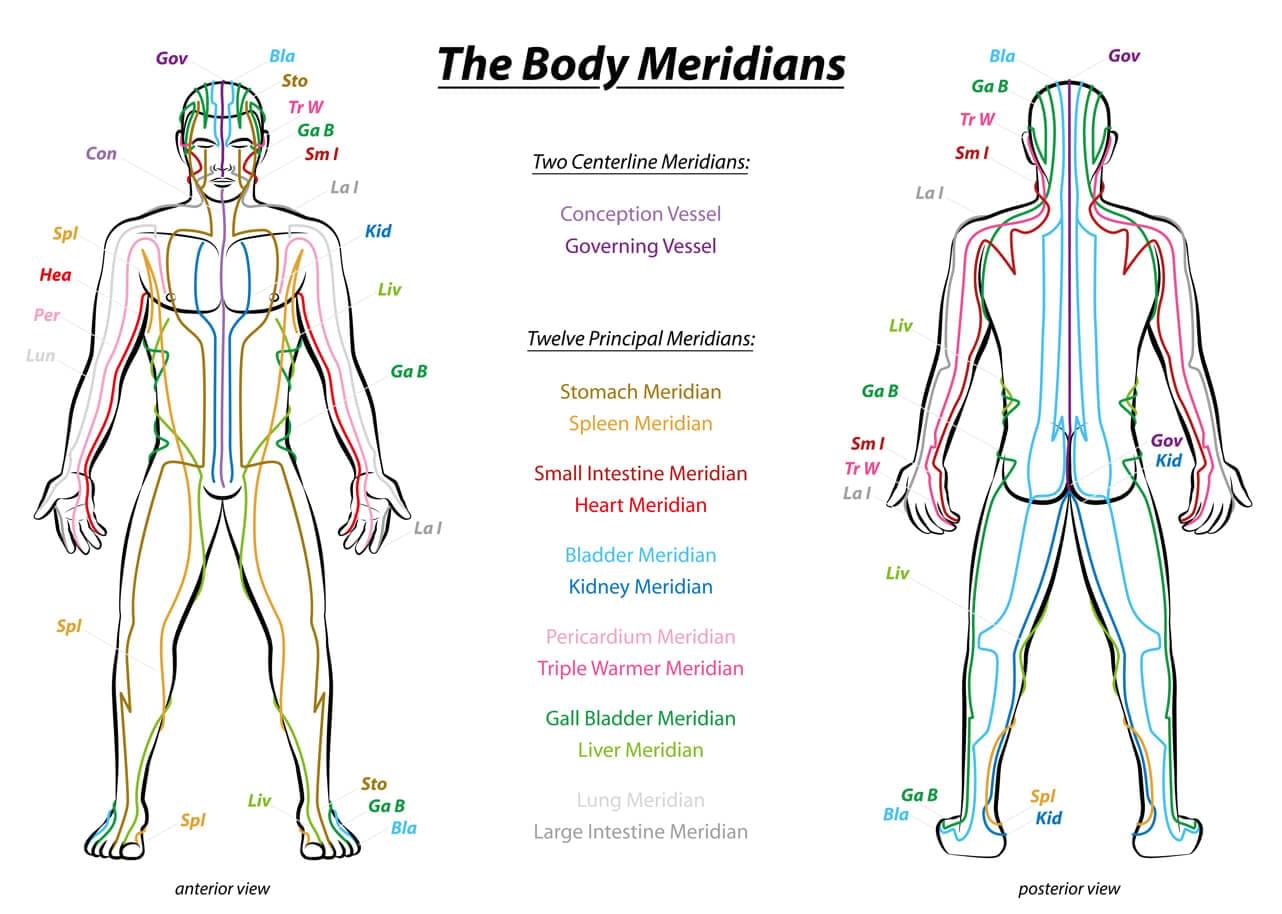 The Body Meridians
Gov
Bla
Sto
Tr W
Ga B
Sm I
Con
La I
Spl
Kid
Hea
Liv
Per
Lun
Ga B
La I
Spl
Sto
Liv
Ga B
Spl
Bla
anterior view
Two Centerline Meridians:
Conception Vessel
Governing Vessel
Twelve Principal Meridians:
Stomach Meridian
Spleen Meridian
Small Intestine Meridian
Heart Meridian
Bladder Meridian
Kidney Meridian
Pericardium Meridian
Triple Warmer Meridian
Gall Bladder Meridian
Liver Meridian
Lung Meridian
Large Intestine Meridian
Bla
Gov
Ga B
Tr W
Sm I
La I
Liv
Ga B
Sm I
Gov
Tr W
Kid
La I
Liv
Ga B
Spl
Bla
Kid
posterior view